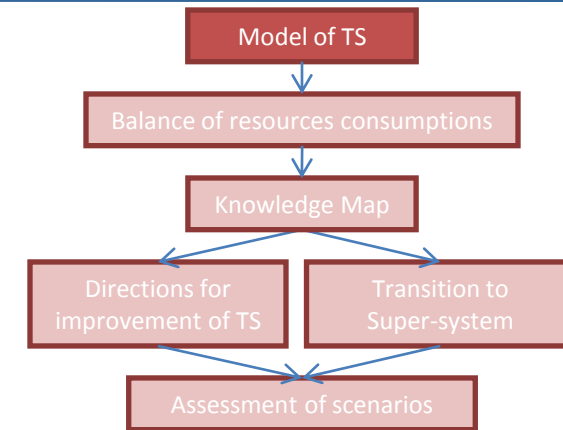 Model of TS
Balance of resources consumptions
Knowledge Map
Directions for
improvement of TS
Transition to
Super-system
Assessment of scenarios